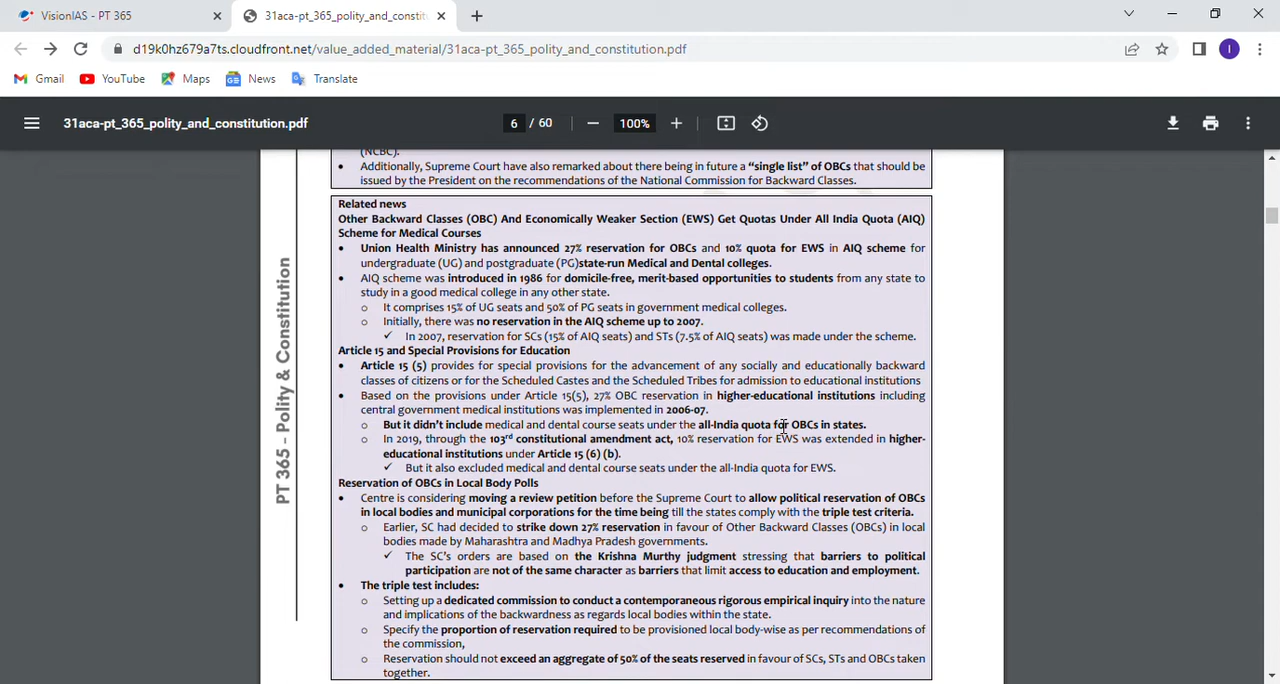 VisionIAS - PT 365
31aca-pt_365_polity_and_constitu
d19k0hz679a7ts.cloudfront.net/value_added_material/31aca-pt_365_polity_and_constitution.pdf
I
Gmail
YouTube
Maps
News
Translate
31aca-pt_365_polity_and_constitution.pdf
6 / 60
100%
(NCBC).
• Additionally, Supreme Court have also remarked about there being in future a “single list” of OBCs that should be
issued by the President on the recommendations of the National Commission for Backward Classes.
Related news
Other Backward Classes (OBC) And Economically Weaker Section (EWS) Get Quotas Under All India Quota (AIQ)
Scheme for Medical Courses
• Union Health Ministry has announced 27% reservation for OBCs and 10% quota for EWS in AIQ scheme for
undergraduate (UG) and postgraduate (PG)state-run Medical and Dental colleges.
• AIQ scheme was introduced in 1986 for domicile-free, merit-based opportunities to students from any state to
study in a good medical college in any other state.
o It comprises 15% of UG seats and 50% of PG seats in government medical colleges.
o Initially, there was no reservation in the AIQ scheme up to 2007.
✓ In 2007, reservation for SCs (15% of AIQ seats) and STs (7.5% of AIQ seats) was made under the scheme.
Article 15 and Special Provisions for Education
• Article 15 (5) provides for special provisions for the advancement of any socially and educationally backward
classes of citizens or for the Scheduled Castes and the Scheduled Tribes for admission to educational institutions
• Based on the provisions under Article 15(5), 27% OBC reservation in higher-educational institutions including
central government medical institutions was implemented in 2006-07.
o But it didn’t include medical and dental course seats under the all-India quota for OBCs in states.
o In 2019, through the 103rd constitutional amendment act, 10% reservation for EWS was extended in higher-
educational institutions under Article 15 (6) (b).
✓ But it also excluded medical and dental course seats under the all-India quota for EWS.
Reservation of OBCs in Local Body Polls
• Centre is considering moving a review petition before the Supreme Court to allow political reservation of OBCs
in local bodies and municipal corporations for the time being till the states comply with the triple test criteria.
o Earlier, SC had decided to strike down 27% reservation in favour of Other Backward Classes (OBCs) in local
bodies made by Maharashtra and Madhya Pradesh governments.
✓ The SC’s orders are based on the Krishna Murthy judgment stressing that barriers to political
participation are not of the same character as barriers that limit access to education and employment.
• The triple test includes:
o Setting up a dedicated commission to conduct a contemporaneous rigorous empirical inquiry into the nature
and implications of the backwardness as regards local bodies within the state.
o Specify the proportion of reservation required to be provisioned local body-wise as per recommendations of
the commission,
o Reservation should not exceed an aggregate of 50% of the seats reserved in favour of SCs, STs and OBCs taken
together.
PT 365 - Polity & Constitution